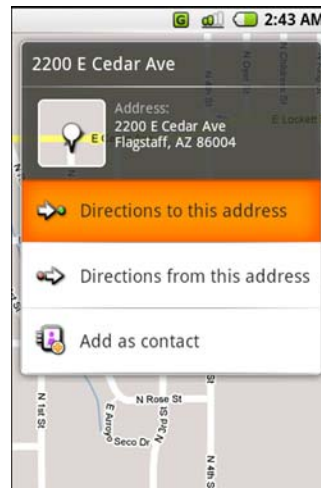 2:43 AM
2200 E Cedar Ave
Address:
2200 E Cedar Ave
Flagstaff, AZ 86004
E Lockett
Directions to this address
Directions from this address
Add as contact
N 1st St
E Arroyo
Seco Dr
N Rose St
N 3rd St
N 4th St